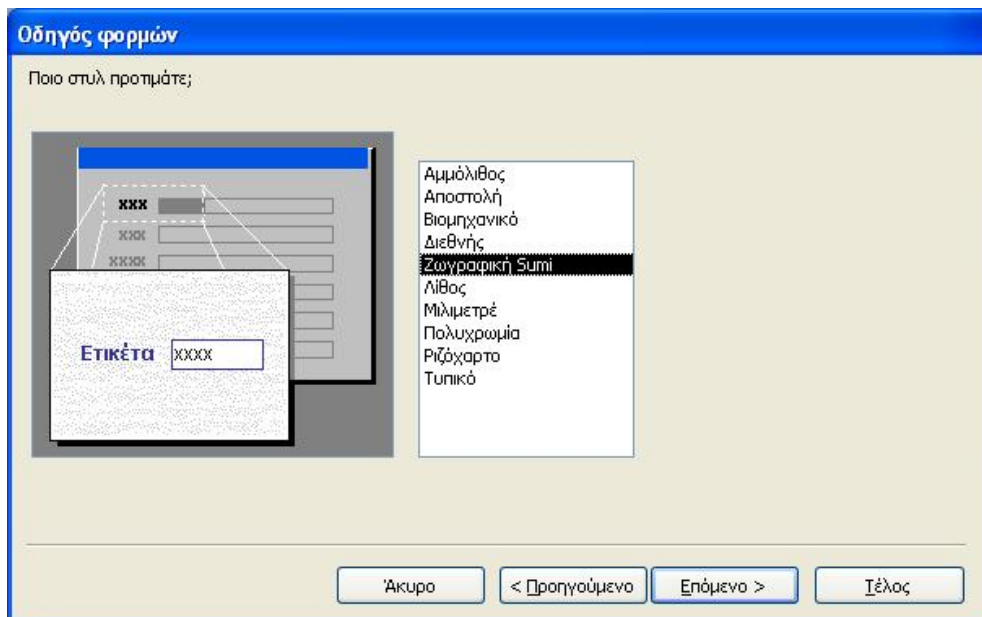 Οδηγός φορμών
Ποιο στυλ προτιμάτε;
xxx
xxx
xxxx
Ετικέτα xxxx
Αμμόλιθος
Αποστολή
Βιομηχανικό
Διεθνής
Ζωγραφική Sumi
Λίθος
Μιλιμετρέ
Πολυχρωμία
Ριζόχαρτο
Τυπικό
Άκυρο < Προηγούμενο Επόμενο > Τέλος